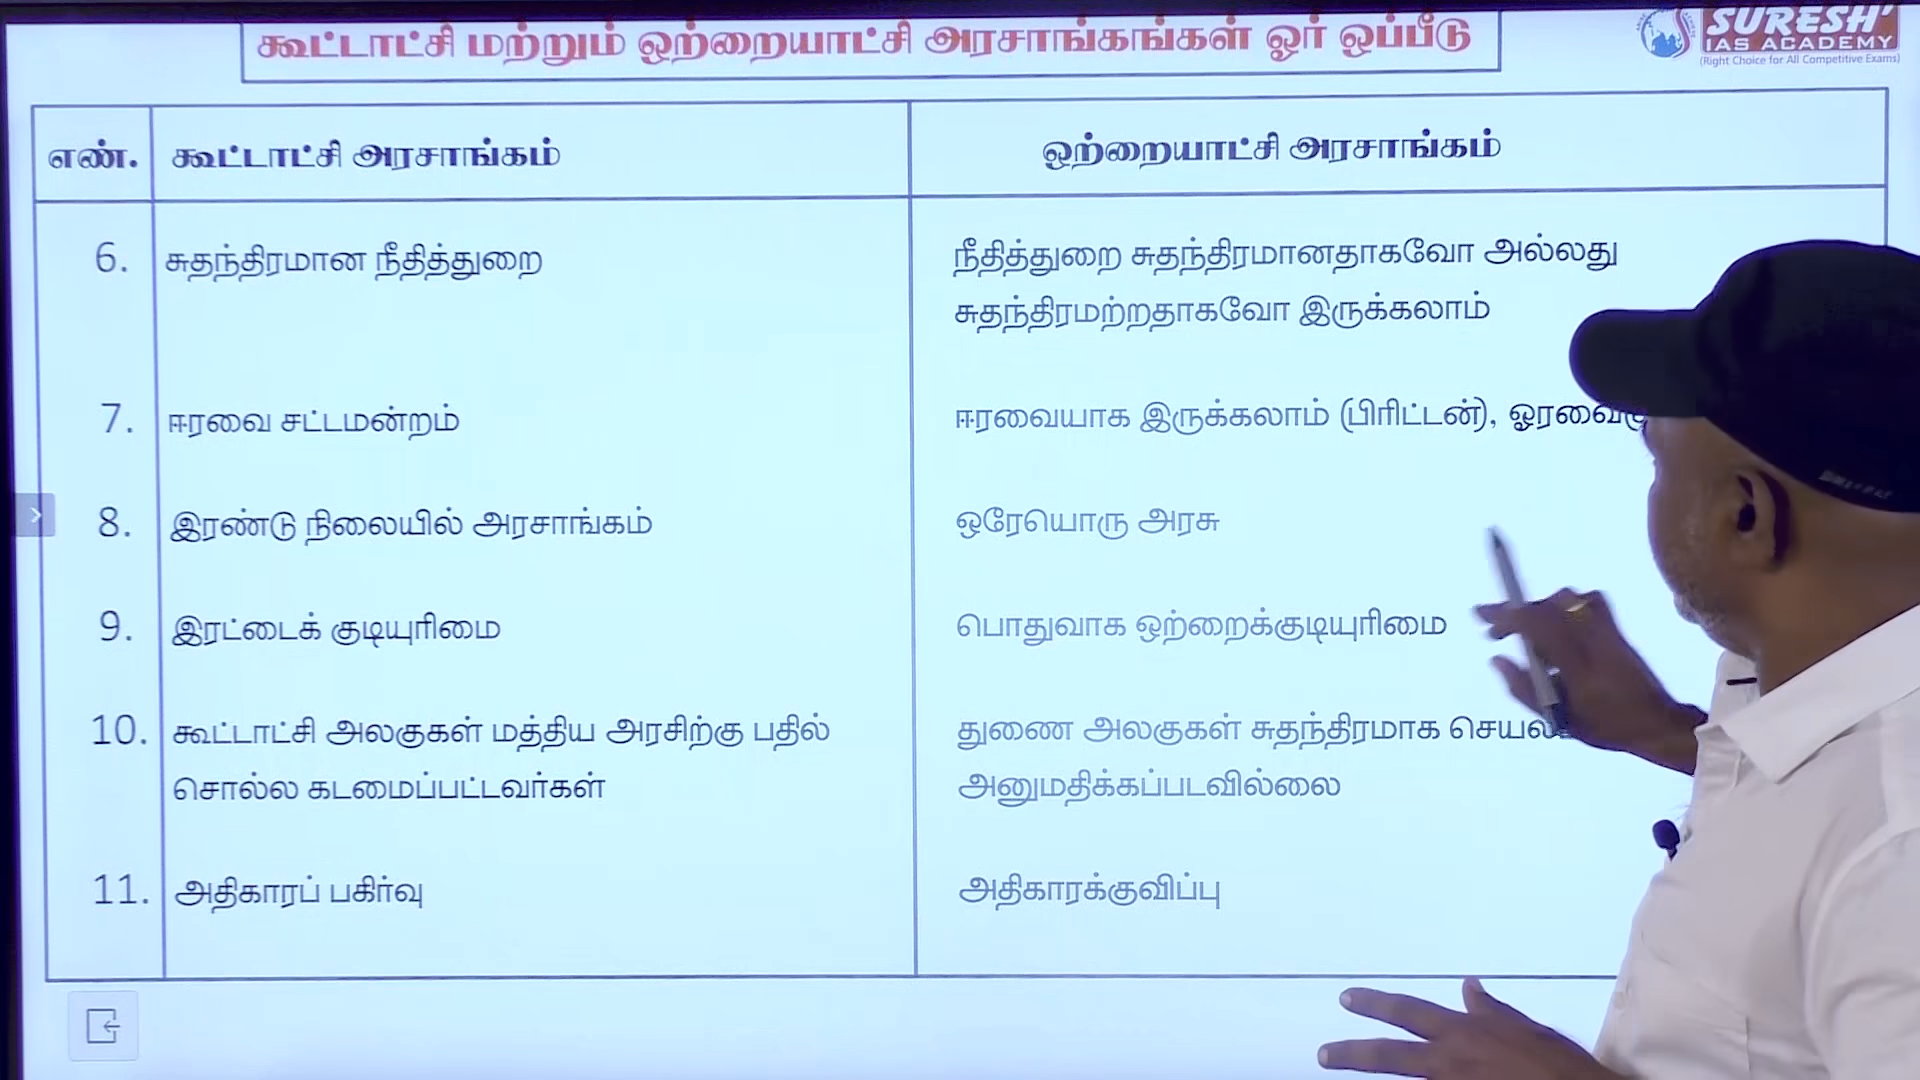 கூட்டாட்சி மற்றும் ஒற்றையாட்சி அரசாங்கங்கள் ஓர் ஒப்பீடு
SURESH'
IAS ACADEMY
(Right Choice for All Competitive Exams)
எண். கூட்டாட்சி அரசாங்கம் ஒற்றையாட்சி அரசாங்கம்
6. சுதந்திரமான நீதித்துறை நீதித்துறை சுதந்திரமானதாகவோ அல்லது
சுதந்திரமற்றதாகவோ இருக்கலாம்
7. ஈரவை சட்டமன்றம் ஈரவையாக இருக்கலாம் (பிரிட்டன்),
8. இரண்டு நிலையில் அரசாங்கம் ஒரேயொரு அரசு
9. இரட்டைக் குடியுரிமை பொதுவாக ஒற்றைக்குடியுரிமை
10. கூட்டாட்சி அலகுகள் மத்திய அரசிற்கு பதில் துணை அலகுகள் சுதந்திரமாக
சொல்ல கடமைப்பட்டவர்கள் அனுமதிக்கப்படவில்லை
11. அதிகாரப் பகிர்வு அதிகாரக்குவிப்பு